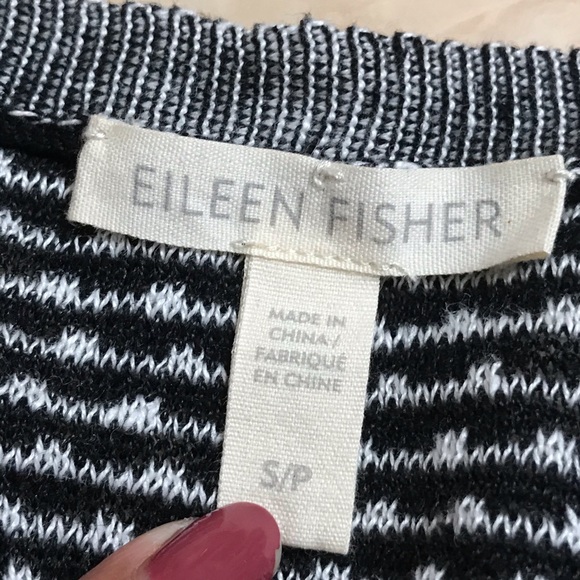 EILEEN FISHER
MADE IN
CHINA/
FABRIQUÉ
EN CHINE
S/P